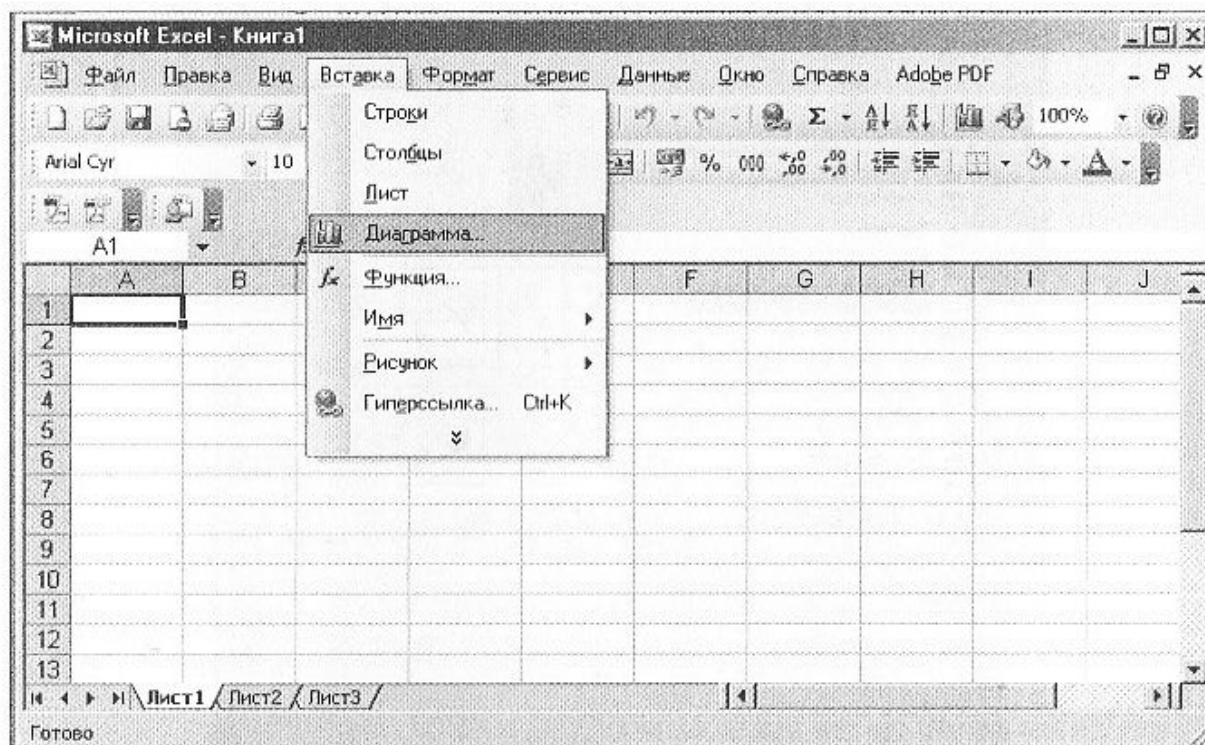 Microsoft Excel - Книга1
Файл Правка Вид Вставка Формат Сервис Данные Окно Справка Adobe PDF
Σ 100%
Arial Cyr 10 % 000
Строки
Столбцы
Лист
Диаграмма...
A1
Функция...
Имя
Рисунок
Гиперссылка... Ctrl+K
A B F G H I J
1
2
3
4
5
6
7
8
9
10
11
12
13
Лист1 Лист2 Лист3
Готово